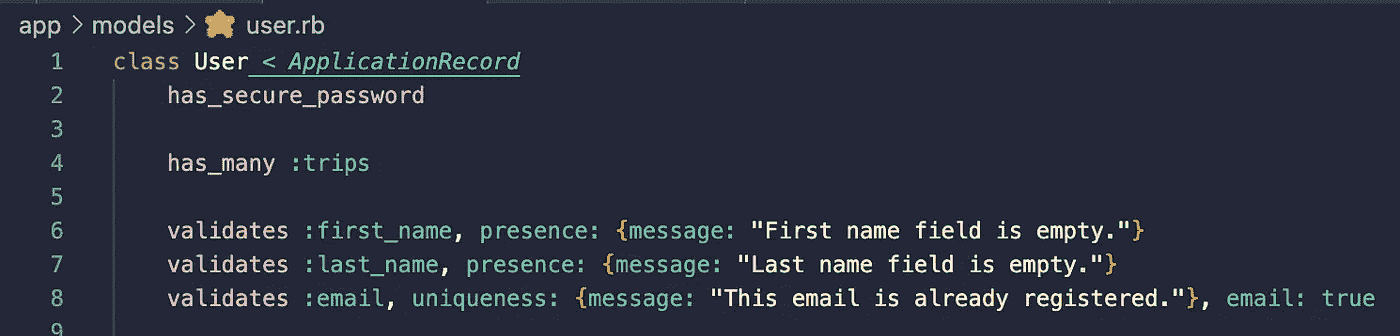 app > models > user.rb
1 class User < ApplicationRecord
2 has_secure_password
3
4 has_many :trips
5
6 validates :first_name, presence: {message: "First name field is empty."}
7 validates :last_name, presence: {message: "Last name field is empty."}
8 validates :email, uniqueness: {message: "This email is already registered."}, email: true
9